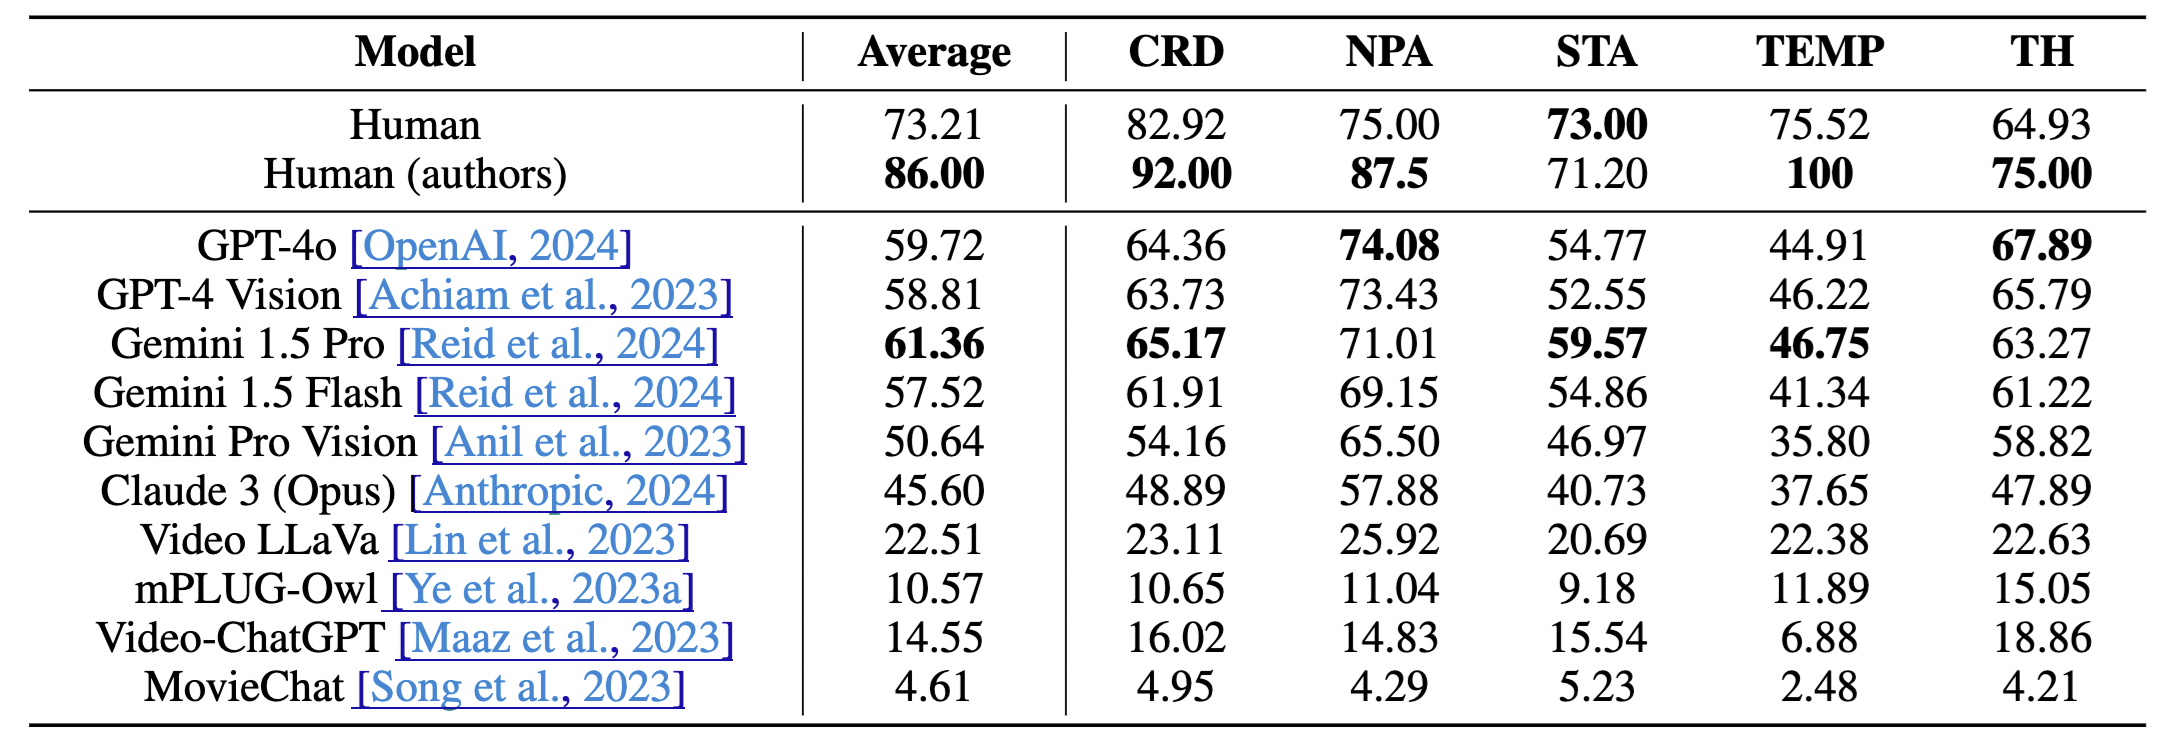 Model Average CRD NPA STA TEMP TH
Human 73.21 82.92 75.00 73.00 75.52 64.93
Human (authors) 86.00 92.00 87.5 71.20 100 75.00
GPT-4o [OpenAI, 2024] 59.72 64.36 74.08 54.77 44.91 67.89
GPT-4 Vision [Achiam et al., 2023] 58.81 63.73 73.43 52.55 46.22 65.79
Gemini 1.5 Pro [Reid et al., 2024] 61.36 65.17 71.01 59.57 46.75 63.27
Gemini 1.5 Flash [Reid et al., 2024] 57.52 61.91 69.15 54.86 41.34 61.22
Gemini Pro Vision [Anil et al., 2023] 50.64 54.16 65.50 46.97 35.80 58.82
Claude 3 (Opus) [Anthropic, 2024] 45.60 48.89 57.88 40.73 37.65 47.89
Video LLaVa [Lin et al., 2023] 22.51 23.11 25.92 20.69 22.38 22.63
mPLUG-Owl [Ye et al., 2023a] 10.57 10.65 11.04 9.18 11.89 15.05
Video-ChatGPT [Maaz et al., 2023] 14.55 16.02 14.83 15.54 6.88 18.86
MovieChat [Song et al., 2023] 4.61 4.95 4.29 5.23 2.48 4.21